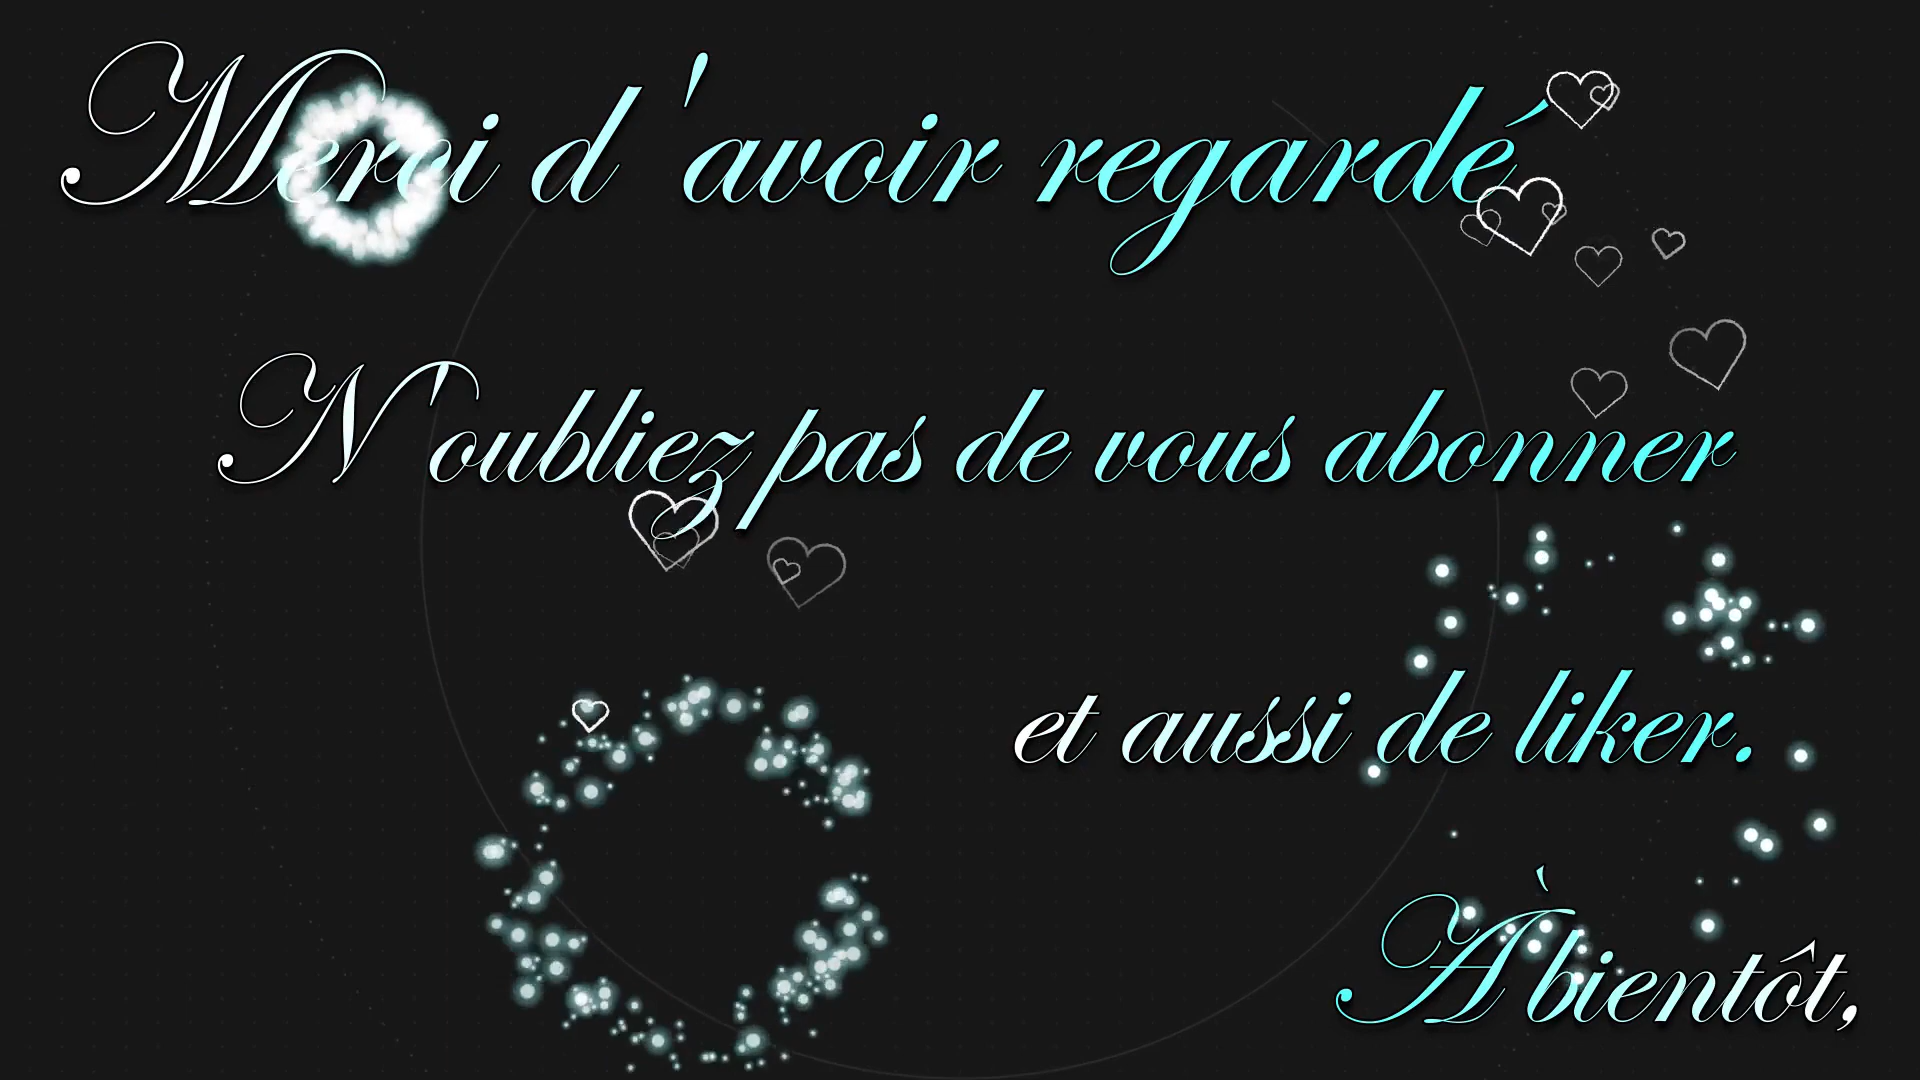 Merci d'avoir regardé
N'oubliez pas de vous abonner
et aussi de liker.
À bientôt,